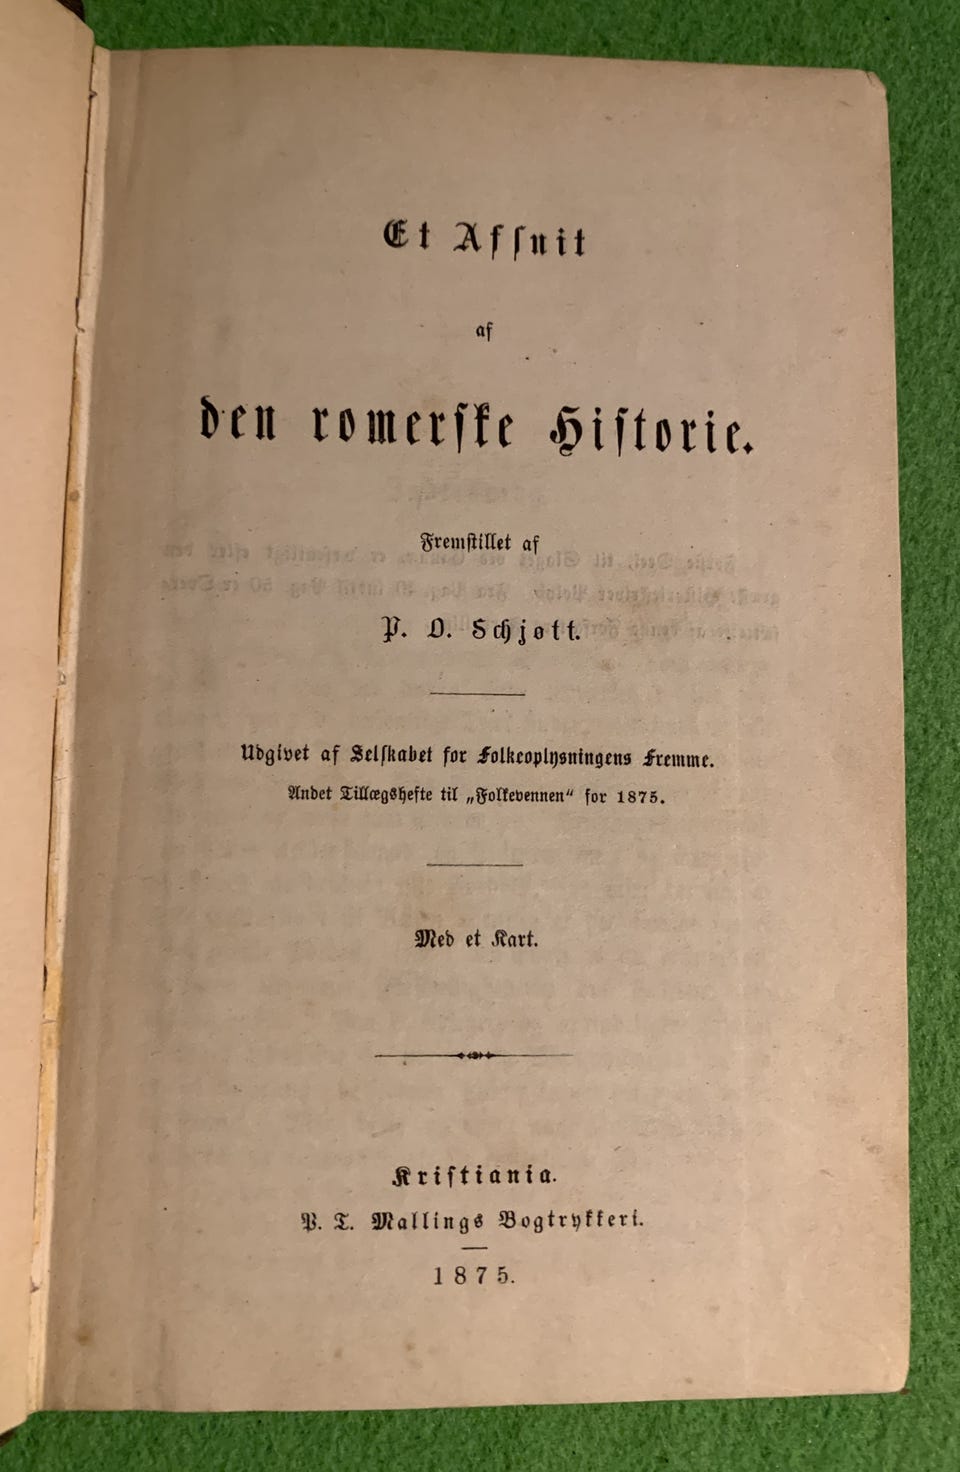 Et Afsnit
af
den romerske Historie.
Fremstillet af
P. O. Schjøtt.
Udgivet af Selskabet for Folkeoplysningens Fremme.
Andet Tillægshefte til „Folkevennen“ for 1875.
Med et Kart.
Kristiania.
P. T. Mallings Bogtrykkeri.
1875.